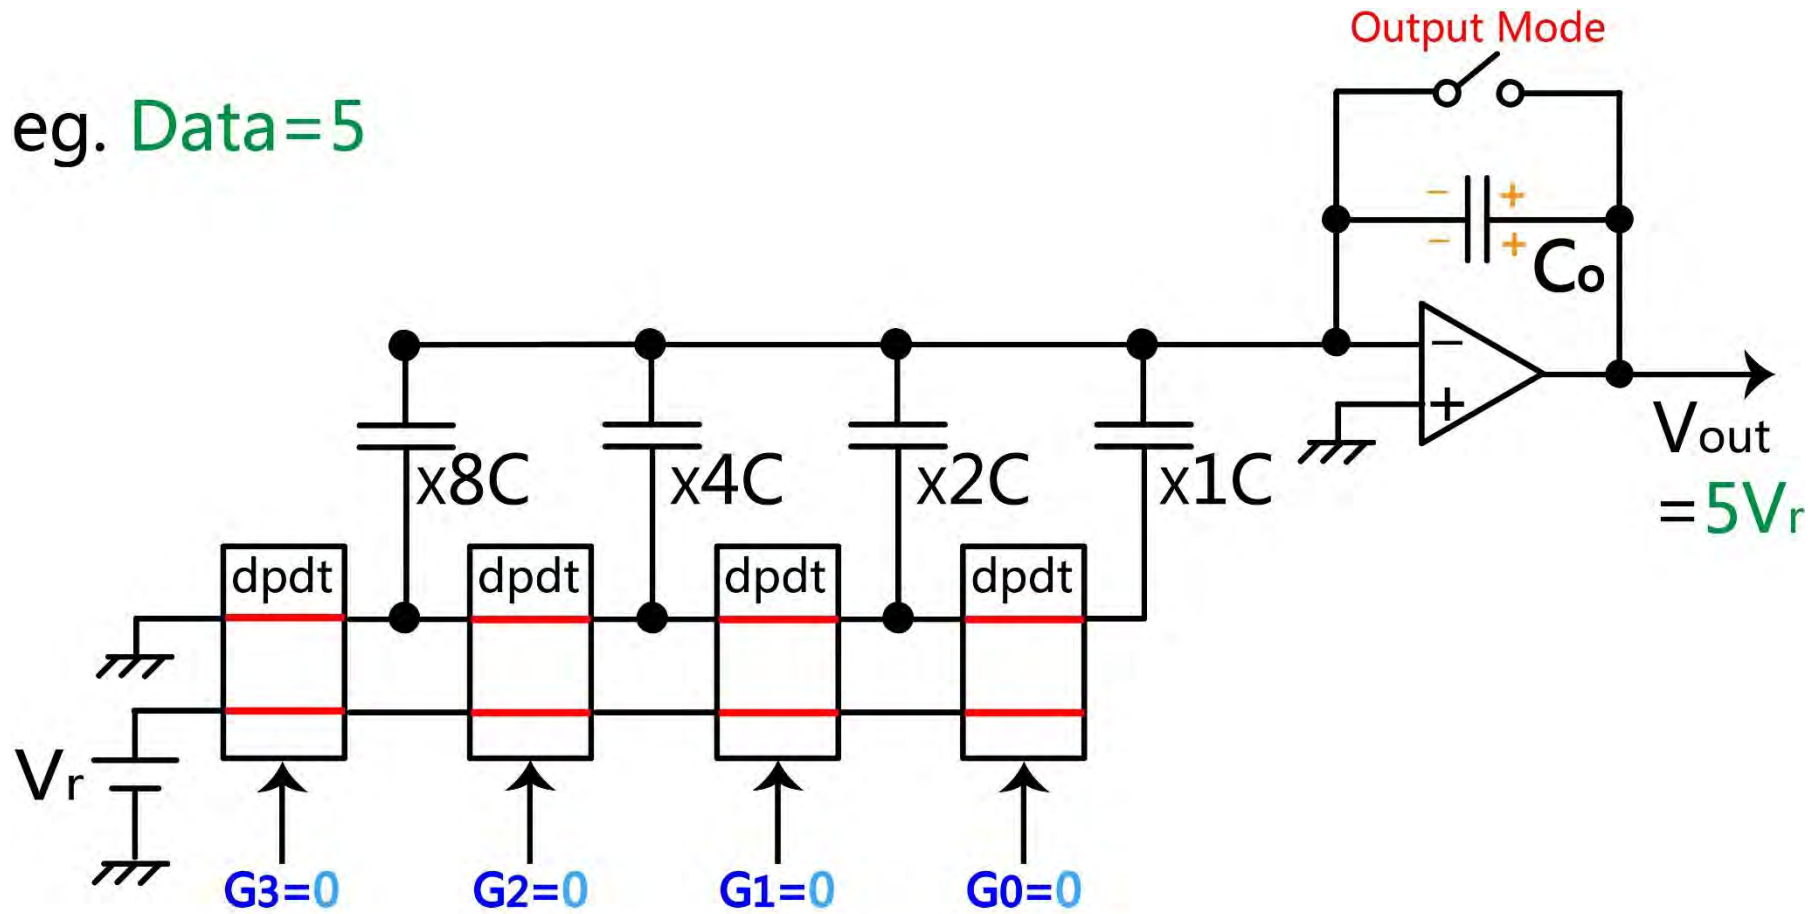 Output Mode
eg. Data=5
− +
− +
Co
−
+
Vout
=5Vr
x8C
x4C
x2C
x1C
dpdt
dpdt
dpdt
dpdt
Vr
G3=0
G2=0
G1=0
G0=0